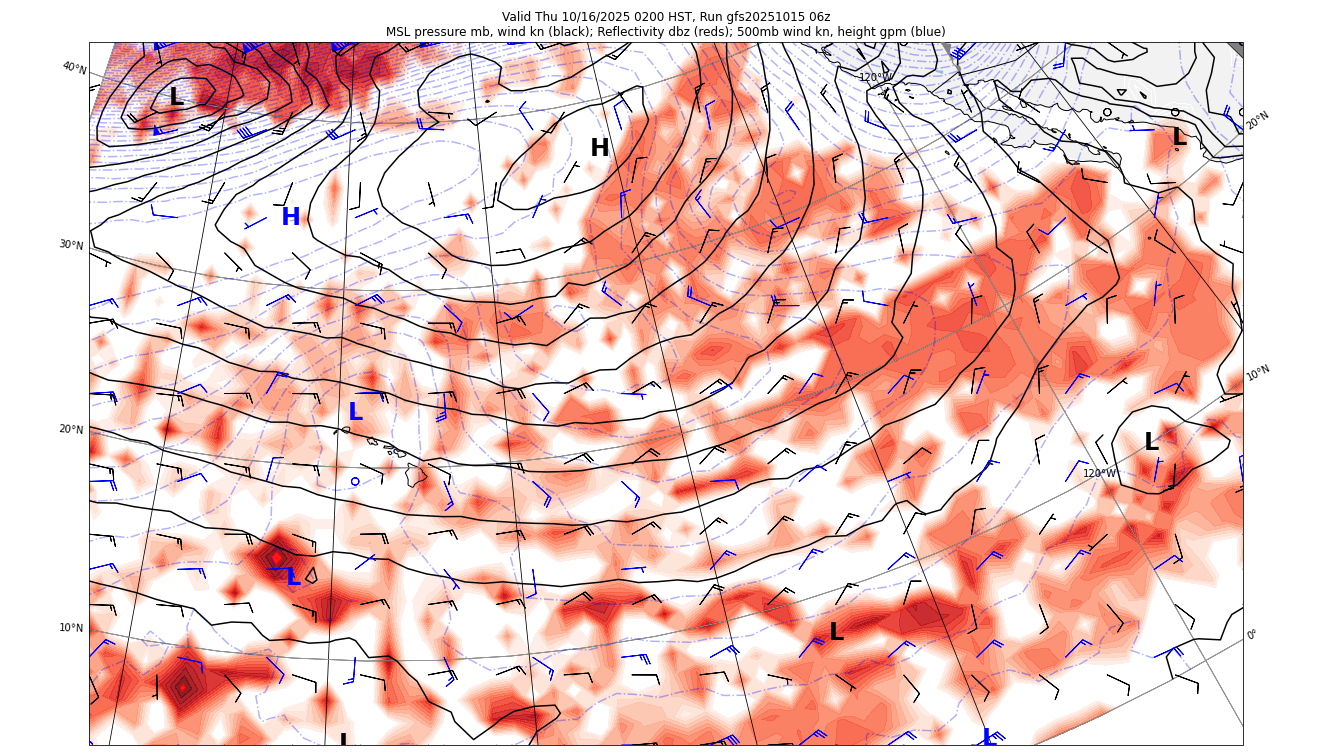 Valid Thu 10/16/2025 0200 HST, Run gfs20251015 06z
MSL pressure mb, wind kn (black); Reflectivity dbz (reds); 500mb wind kn, height gpm (blue)
40°N
120°W
L
20°N
L
H
H
30°N
10°N
L
20°N
L
120°W
L
10°N
L
0°
L
L